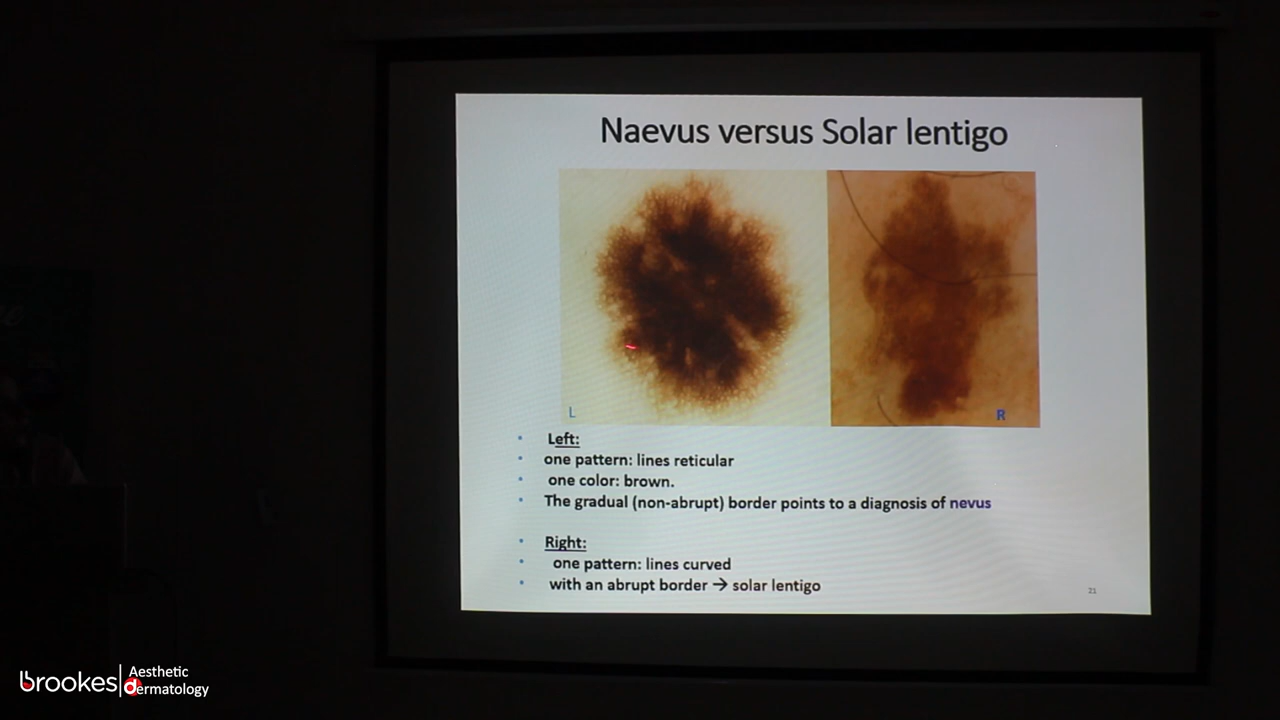 Naevus versus Solar lentigo
L
R
• Left:
• one pattern: lines reticular
• one color: brown.
• The gradual (non-abrupt) border points to a diagnosis of nevus
• Right:
• one pattern: lines curved
• with an abrupt border → solar lentigo
21
brookes
Aesthetic
dermatology